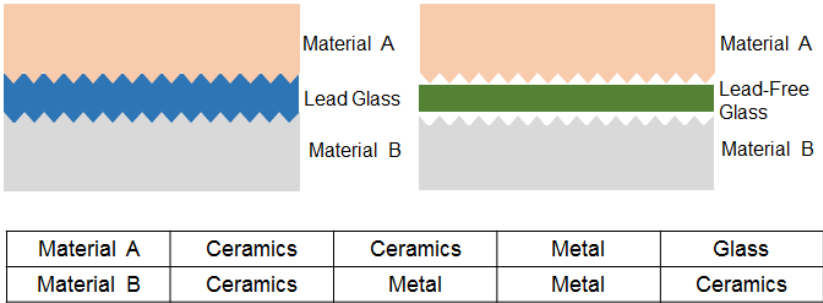 Material A
Lead Glass
Material B
Material A
Lead-Free
Glass
Material B
Material A Ceramics Ceramics Metal Glass
Material B Ceramics Metal Metal Ceramics